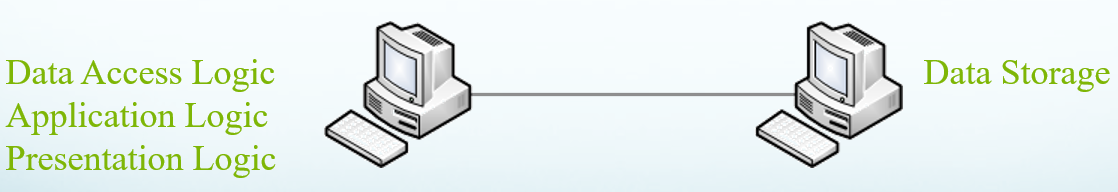 Data Access Logic
Application Logic
Presentation Logic
Data Storage